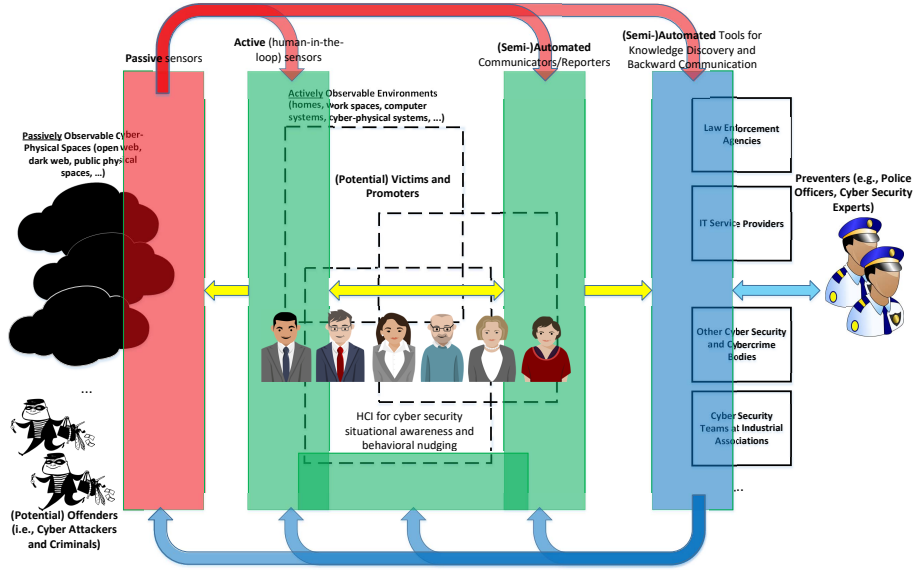 Passive sensors
Active (human-in-the-
loop) sensors
(Semi-)Automated
Communicators/Reporters
(Semi-)Automated Tools for
Knowledge Discovery and
Backward Communication
Passively Observable Cyber-
Physical Spaces (open web,
dark web, public physical
spaces, …)
Actively Observable Environments
(homes, work spaces, computer
systems, cyber-physical systems, ...)
(Potential) Victims and
Promoters
Law Enforcement
Agencies
IT Service Providers
Preventers (e.g., Police
Officers, Cyber Security
Experts)
Other Cyber Security
and Cybercrime
Bodies
Cyber Security
Teams at Industrial
Associations
...
HCI for cyber security
situational awareness and
behavioral nudging
...
(Potential) Offenders
(i.e., Cyber Attackers
and Criminals)